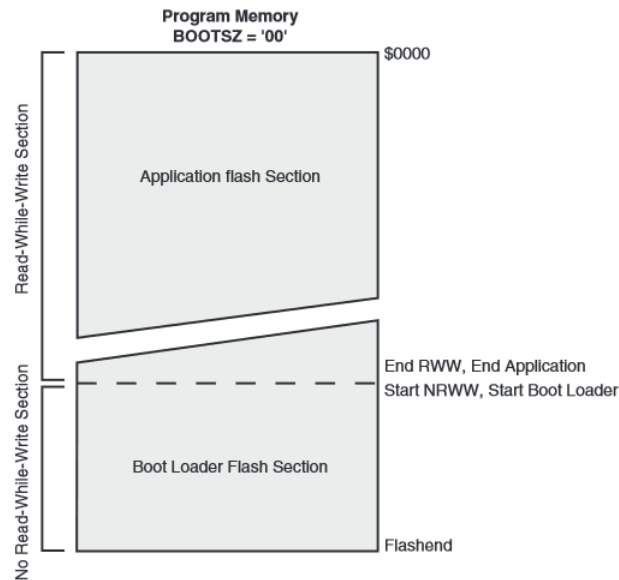 Program Memory
BOOTSZ = '00'
$0000
Read-While-Write Section
Application flash Section
End RWW, End Application
Start NRWW, Start Boot Loader
No Read-While-Write Section
Boot Loader Flash Section
Flashend